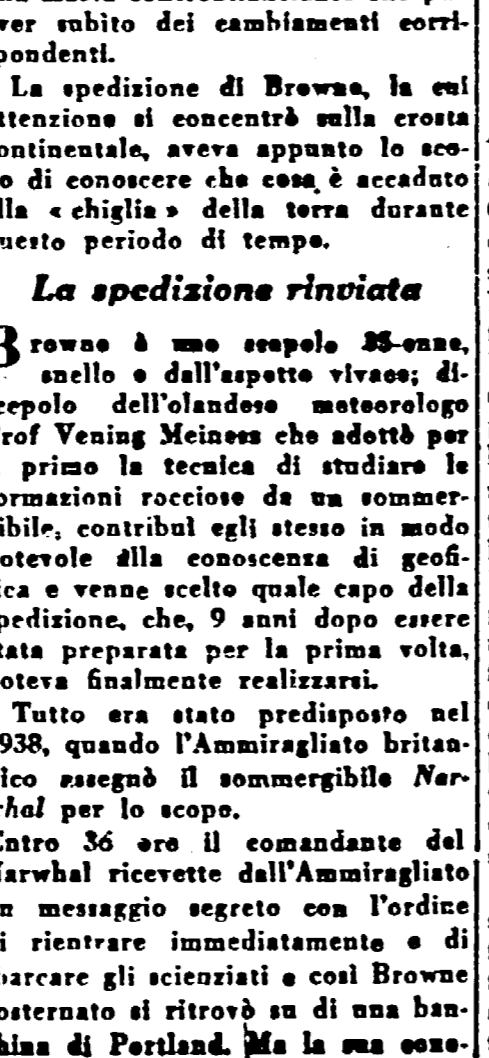 ver subìto dei cambiamenti corri-
pondenti.
La spedizione di Browne, la cui
ttenzione si concentrò sulla crosta
ontinentale, aveva appunto lo sco-
o di conoscere che cosa è accaduto
lla « chiglia » della terra durante
uesto periodo di tempo.
La spedizione rinviata
Browne è uno scapolo 35-enne,
snello e dall'aspetto vivace; di-
cepolo dell'olandese meteorologo
rof Vening Meiness che adottò per
primo la tecnica di studiare le
ormazioni rocciose da un sommer-
ibile, contribuì egli stesso in modo
otevole alla conoscenza di geofi-
ica e venne scelto quale capo della
pedizione, che, 9 anni dopo essere
tata preparata per la prima volta,
oteva finalmente realizzarsi.
Tutto era stato predisposto nel
938, quando l'Ammiragliato britan-
ico assegnò il sommergibile Nar-
hal per lo scopo.
Entro 36 ore il comandante del
Narwhal ricevette dall'Ammiragliato
n messaggio segreto con l'ordine
i rientrare immediatamente e di
barcare gli scienziati e così Browne
osternato si ritrovò su di una ban-
hina di Portland. Ma la sua